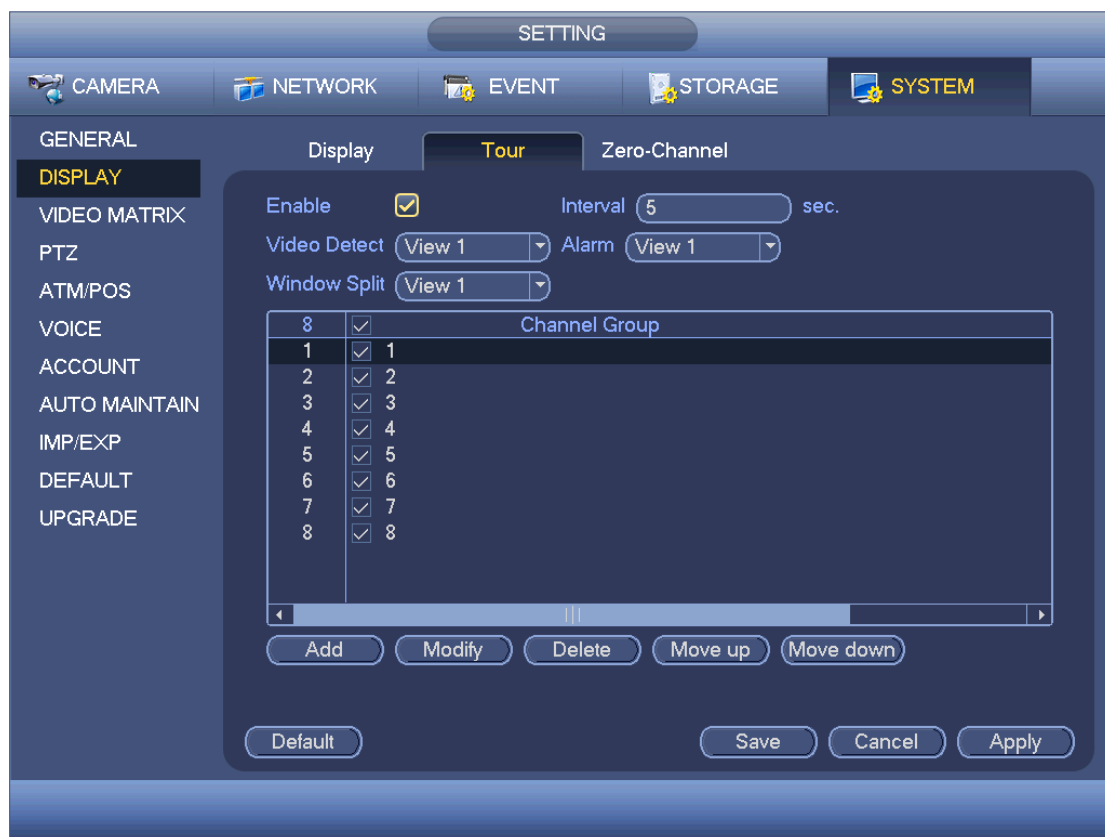 SETTING
CAMERA NETWORK EVENT STORAGE SYSTEM
GENERAL
DISPLAY
VIDEO MATRIX
PTZ
ATM/POS
VOICE
ACCOUNT
AUTO MAINTAIN
IMP/EXP
DEFAULT
UPGRADE
Display Tour Zero-Channel
Enable Interval 5 sec.
Video Detect View 1 Alarm View 1
Window Split View 1
8 Channel Group
1 1
2 2
3 3
4 4
5 5
6 6
7 7
8 8
Add Modify Delete Move up Move down
Default Save Cancel Apply